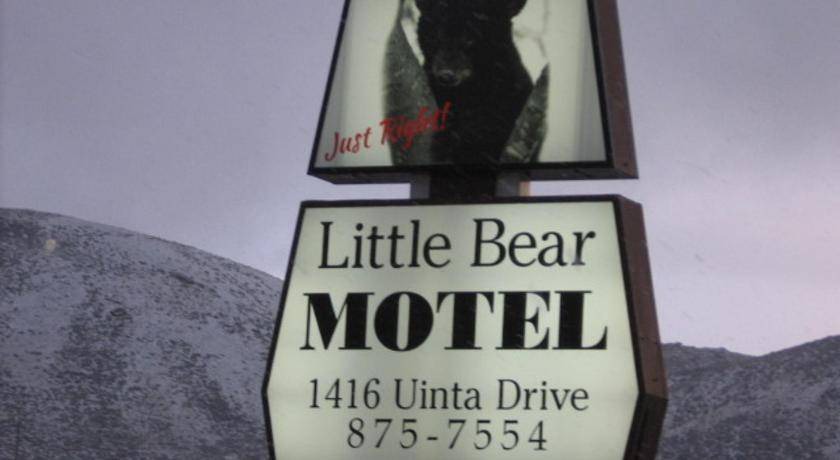 Just Right!
Little Bear
MOTEL
1416 Uinta Drive
875-7554